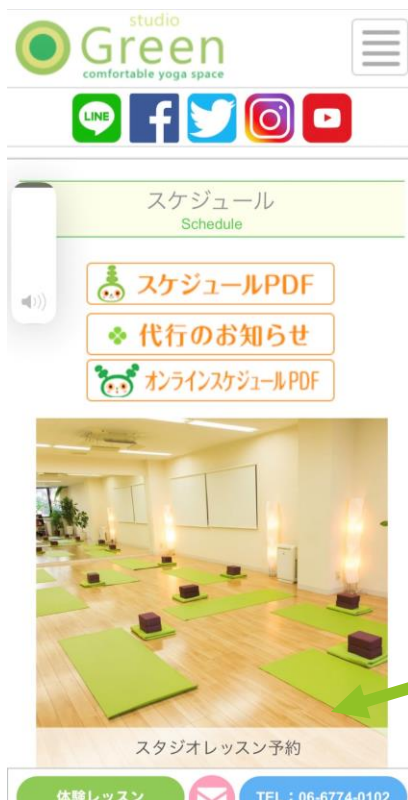 studio
Green
comfortable yoga space
LINE
スケジュール
Schedule
スケジュールPDF
代行のお知らせ
オンラインスケジュールPDF
スタジオレッスン予約
体験レッスン
TEL：06-6774-0102